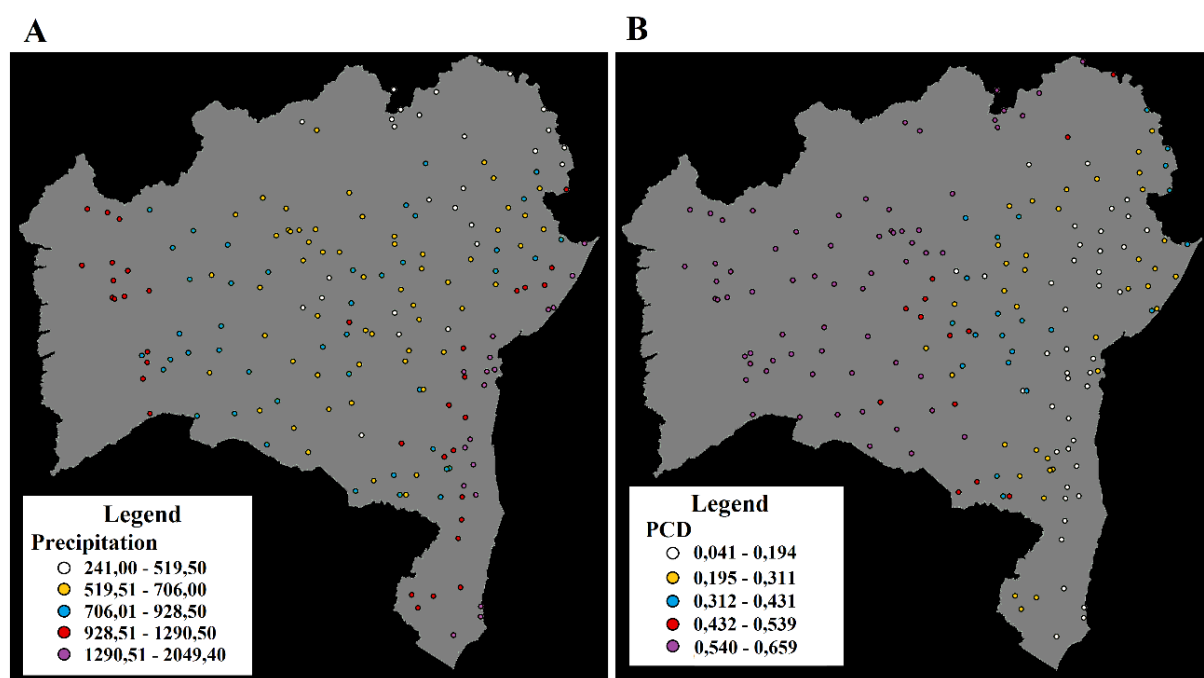 A
B
Legend
Precipitation
241,00 - 519,50
519,51 - 706,00
706,01 - 928,50
928,51 - 1290,50
1290,51 - 2049,40
Legend
PCD
0,041 - 0,194
0,195 - 0,311
0,312 - 0,431
0,432 - 0,539
0,540 - 0,659